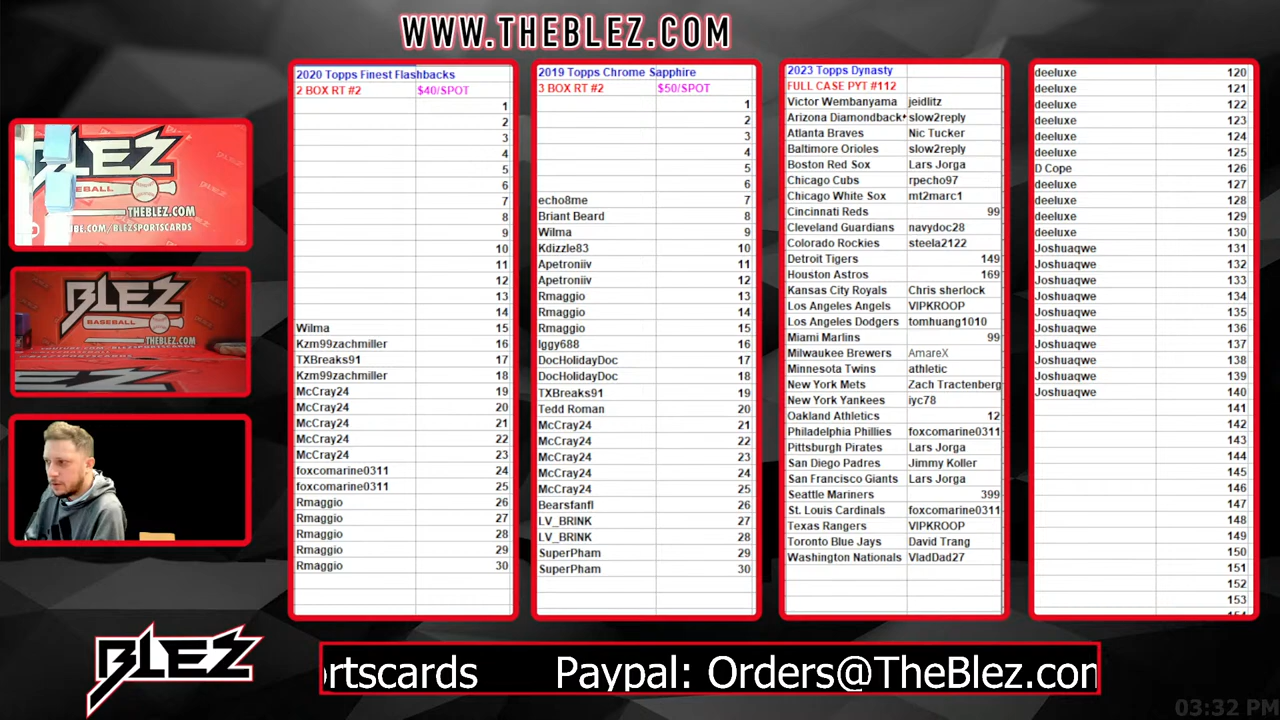 WWW.THEBLEZ.COM
BLEZ
BASEBALL
THEBLEZ.COM
BLEZ
BASEBALL
THEBLEZ.COM
2020 Topps Finest Flashbacks
2 BOX RT #2 $40/SPOT
1
2
3
4
5
6
7
8
9
10
11
12
13
14
Wilma 15
Kzm99zachmiller 16
TXBreaks91 17
Kzm99zachmiller 18
McCray24 19
McCray24 20
McCray24 21
McCray24 22
McCray24 23
foxcomarine0311 24
foxcomarine0311 25
Rmaggio 26
Rmaggio 27
Rmaggio 28
Rmaggio 29
Rmaggio 30
2019 Topps Chrome Sapphire
3 BOX RT #2 $50/SPOT
1
2
3
4
5
6
echo8me 7
Briant Beard 8
Wilma 9
Kdizzle83 10
Apetroniiv 11
Apetroniiv 12
Rmaggio 13
Rmaggio 14
Rmaggio 15
Iggy688 16
DocHolidayDoc 17
DocHolidayDoc 18
TXBreaks91 19
Tedd Roman 20
McCray24 21
McCray24 22
McCray24 23
McCray24 24
McCray24 25
Bearsfanfl 26
LV_BRINK 27
LV_BRINK 28
SuperPham 29
SuperPham 30
2023 Topps Dynasty
FULL CASE PYT #112
Victor Wembanyama jeidlitz
Arizona Diamondback slow2reply
Atlanta Braves Nic Tucker
Baltimore Orioles slow2reply
Boston Red Sox Lars Jorga
Chicago Cubs rpecho97
Chicago White Sox mt2marc1
Cincinnati Reds 99
Cleveland Guardians navydoc28
Colorado Rockies steela2122
Detroit Tigers 149
Houston Astros 169
Kansas City Royals Chris sherlock
Los Angeles Angels VIPKROOP
Los Angeles Dodgers tomhuang1010
Miami Marlins 99
Milwaukee Brewers AmareX
Minnesota Twins athletic
New York Mets Zach Tractenberg
New York Yankees iyc78
Oakland Athletics 12
Philadelphia Phillies foxcomarine0311
Pittsburgh Pirates Lars Jorga
San Diego Padres Jimmy Koller
San Francisco Giants Lars Jorga
Seattle Mariners 399
St. Louis Cardinals foxcomarine0311
Texas Rangers VIPKROOP
Toronto Blue Jays David Trang
Washington Nationals VladDad27
deeluxe 120
deeluxe 121
deeluxe 122
deeluxe 123
deeluxe 124
deeluxe 125
D Cope 126
deeluxe 127
deeluxe 128
deeluxe 129
deeluxe 130
Joshuaqwe 131
Joshuaqwe 132
Joshuaqwe 133
Joshuaqwe 134
Joshuaqwe 135
Joshuaqwe 136
Joshuaqwe 137
Joshuaqwe 138
Joshuaqwe 139
Joshuaqwe 140
141
142
143
144
145
146
147
148
149
150
151
152
153
BLEZ
ortscards Paypal: Orders@TheBlez.com
03:32 PM